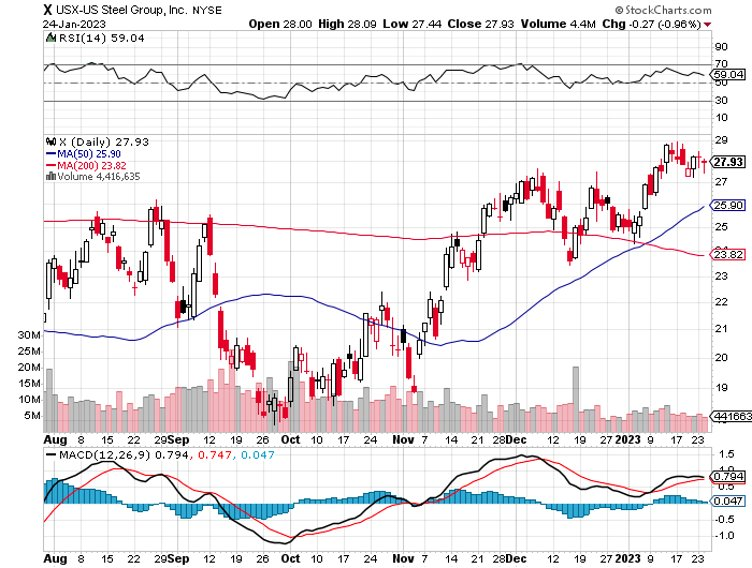 X USX-US Steel Group, Inc. NYSE © StockCharts.com
24-Jan-2023 Open 28.00 High 28.09 Low 27.44 Close 27.93 Volume 4.4M Chg -0.27 (-0.96%)
RSI(14) 59.04
90
70
59.04
50
30
10
X (Daily) 27.93
MA(50) 25.90
MA(200) 23.82
Volume 4,416,635
29
27.93
27
25.90
25
24
23.82
23
22
21
20
19
30M
25M
20M
15M
10M
5M
441663
Aug 8 15 22 Sep 12 19 26 Oct 10 17 24 Nov 7 14 21 28 Dec 12 19 27 2023 9 17 23
MACD(12,26,9) 0.794, 0.747, 0.047
1.5
1.0
0.794
0.5
0.047
-0.5
-1.0
Aug 8 15 22 Sep 12 19 26 Oct 10 17 24 Nov 7 14 21 28 Dec 12 19 27 2023 9 17 23